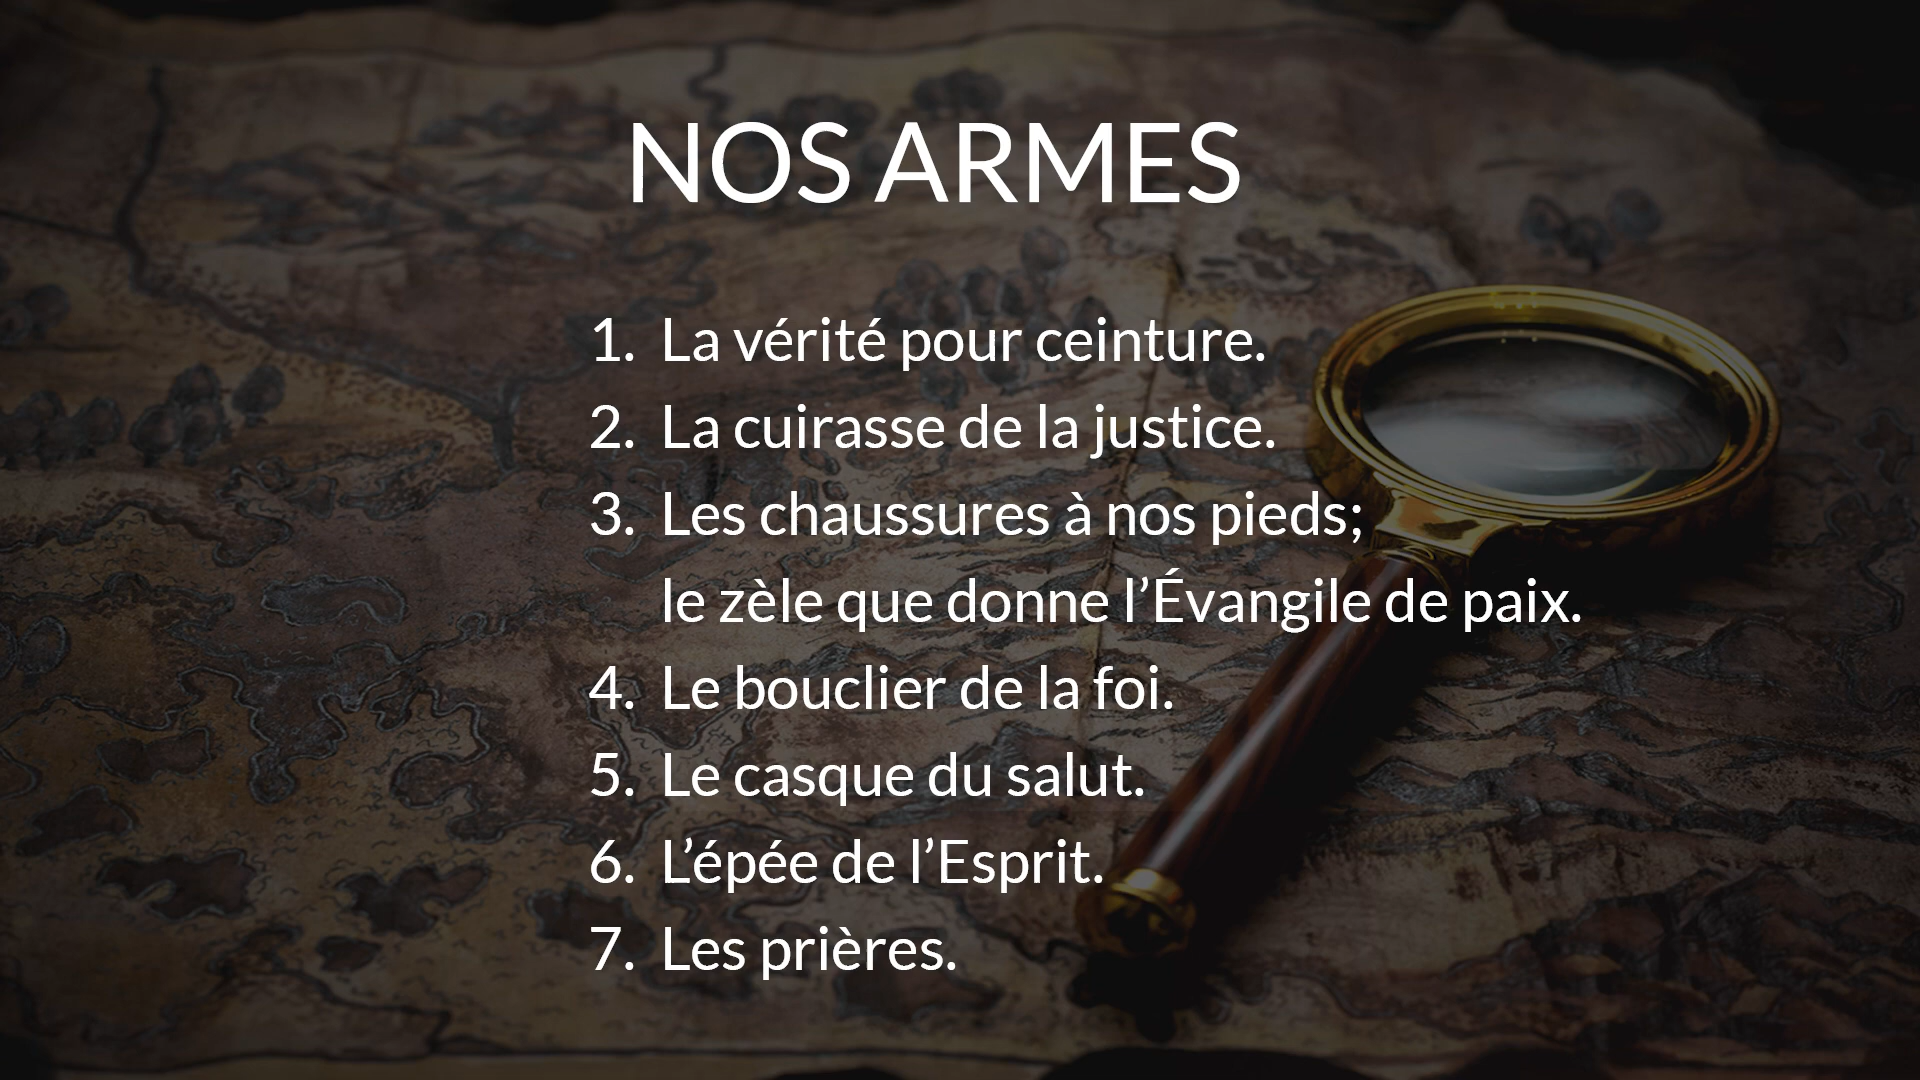 NOS ARMES
1. La vérité pour ceinture.
2. La cuirasse de la justice.
3. Les chaussures à nos pieds;
le zèle que donne l’Évangile de paix.
4. Le bouclier de la foi.
5. Le casque du salut.
6. L’épée de l’Esprit.
7. Les prières.